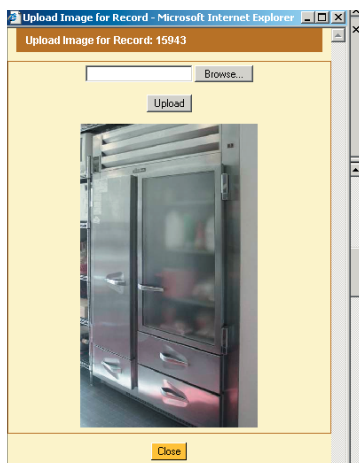 Upload Image for Record - Microsoft Internet Explorer
Upload Image for Record: 15943
Browse...
Upload
Close